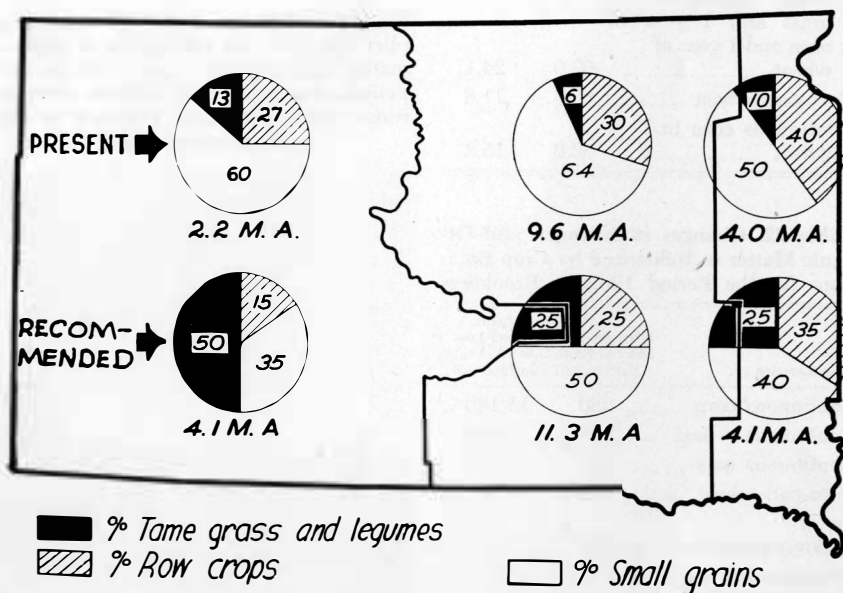 13
27
60
2.2 M. A.
6
30
64
9.6 M. A.
10
40
50
4.0 M. A.
PRESENT
50
15
35
4.1 M. A
25
25
50
11.3 M. A
25
35
40
4.1 M. A.
RECOM-
MENDED
% Tame grass and legumes
% Row crops
% Small grains